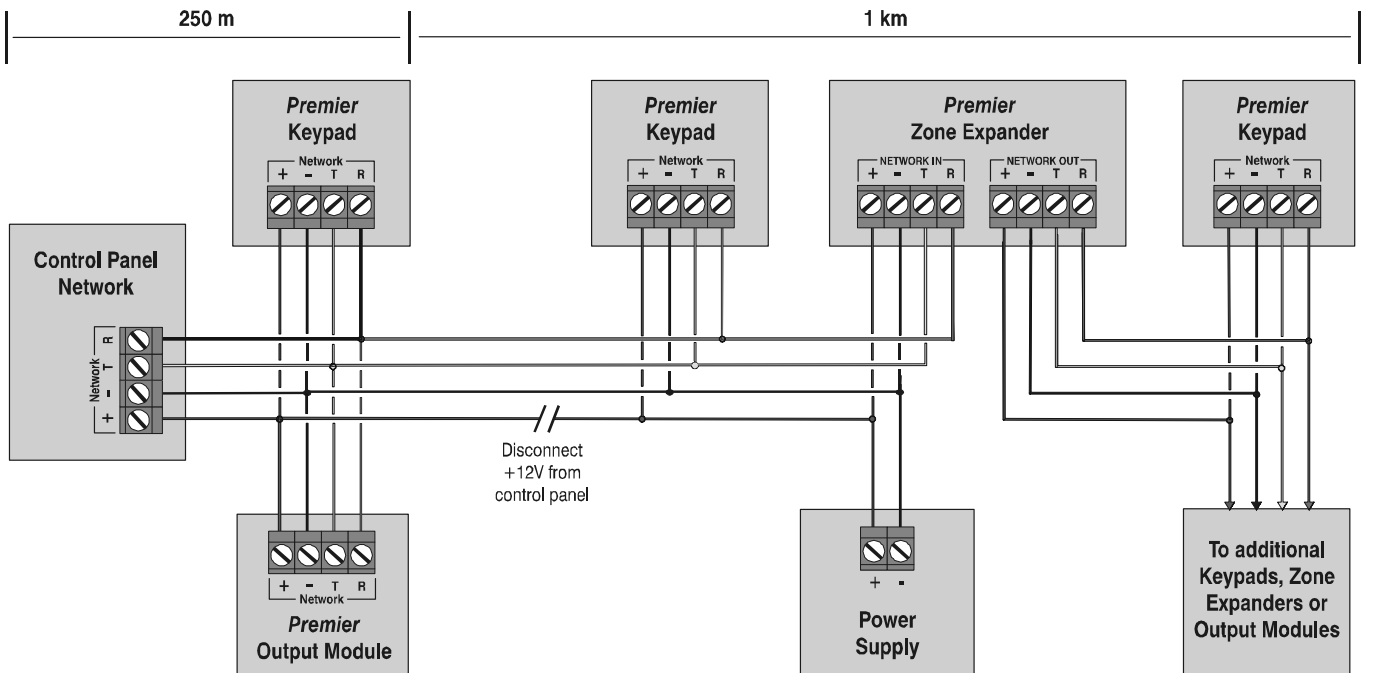 250 m
1 km
Premier
Keypad
Network
+ - T R
Premier
Keypad
Network
+ - T R
Premier
Zone Expander
NETWORK IN
+ - T R
NETWORK OUT
+ - T R
Premier
Keypad
Network
+ - T R
Control Panel
Network
Network
R
T
-
+
Disconnect
+12V from
control panel
+ - T R
Network
Premier
Output Module
+ -
Power
Supply
To additional
Keypads, Zone
Expanders or
Output Modules